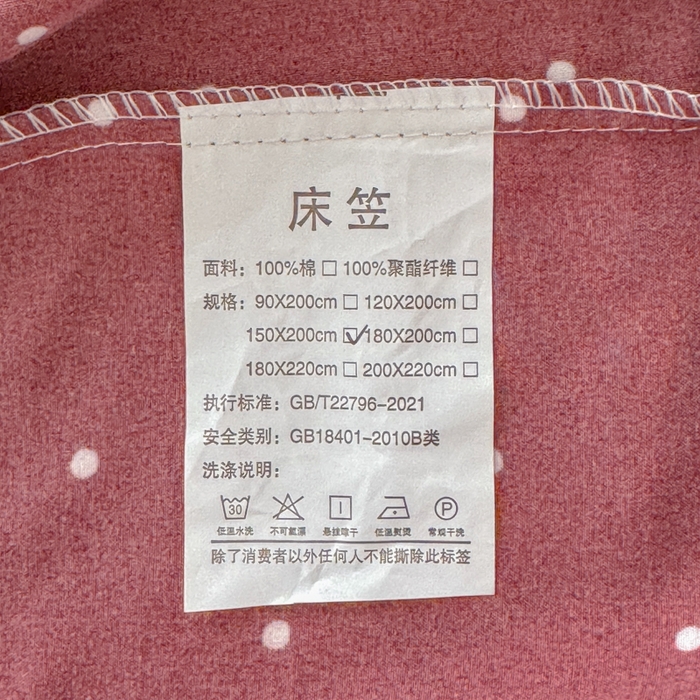 床笠
面料：100%棉□ 100%聚酯纤维□
规格：90X200cm□ 120X200cm□
150X200cm☑ 180X200cm□
180X220cm□ 200X220cm□
执行标准：GB/T22796-2021
安全类别：GB18401-2010B类
洗涤说明：
30 P
低温水洗 不可氯漂 悬挂晾干 低温熨烫 常规干洗
除了消费者以外任何人不能撕除此标签